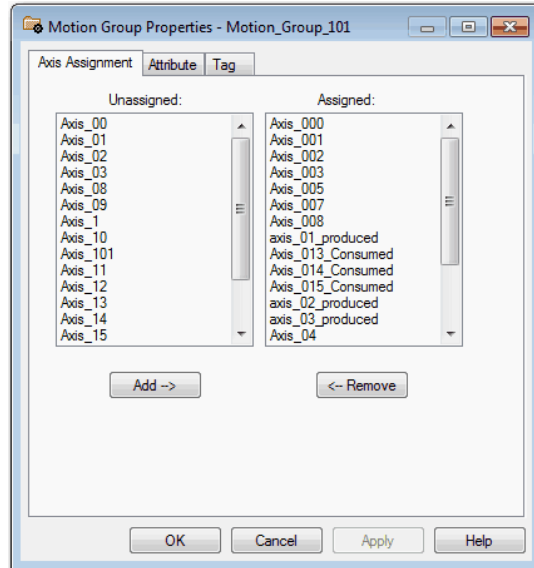 Motion Group Properties - Motion_Group_101
Axis Assignment Attribute Tag
Unassigned:
Axis_00
Axis_01
Axis_02
Axis_03
Axis_08
Axis_09
Axis_1
Axis_10
Axis_101
Axis_11
Axis_12
Axis_13
Axis_14
Axis_15
Assigned:
Axis_000
Axis_001
Axis_002
Axis_003
Axis_005
Axis_007
Axis_008
axis_01_produced
Axis_013_Consumed
Axis_014_Consumed
Axis_015_Consumed
axis_02_produced
axis_03_produced
Axis_04
Add -->
<-- Remove
OK Cancel Apply Help